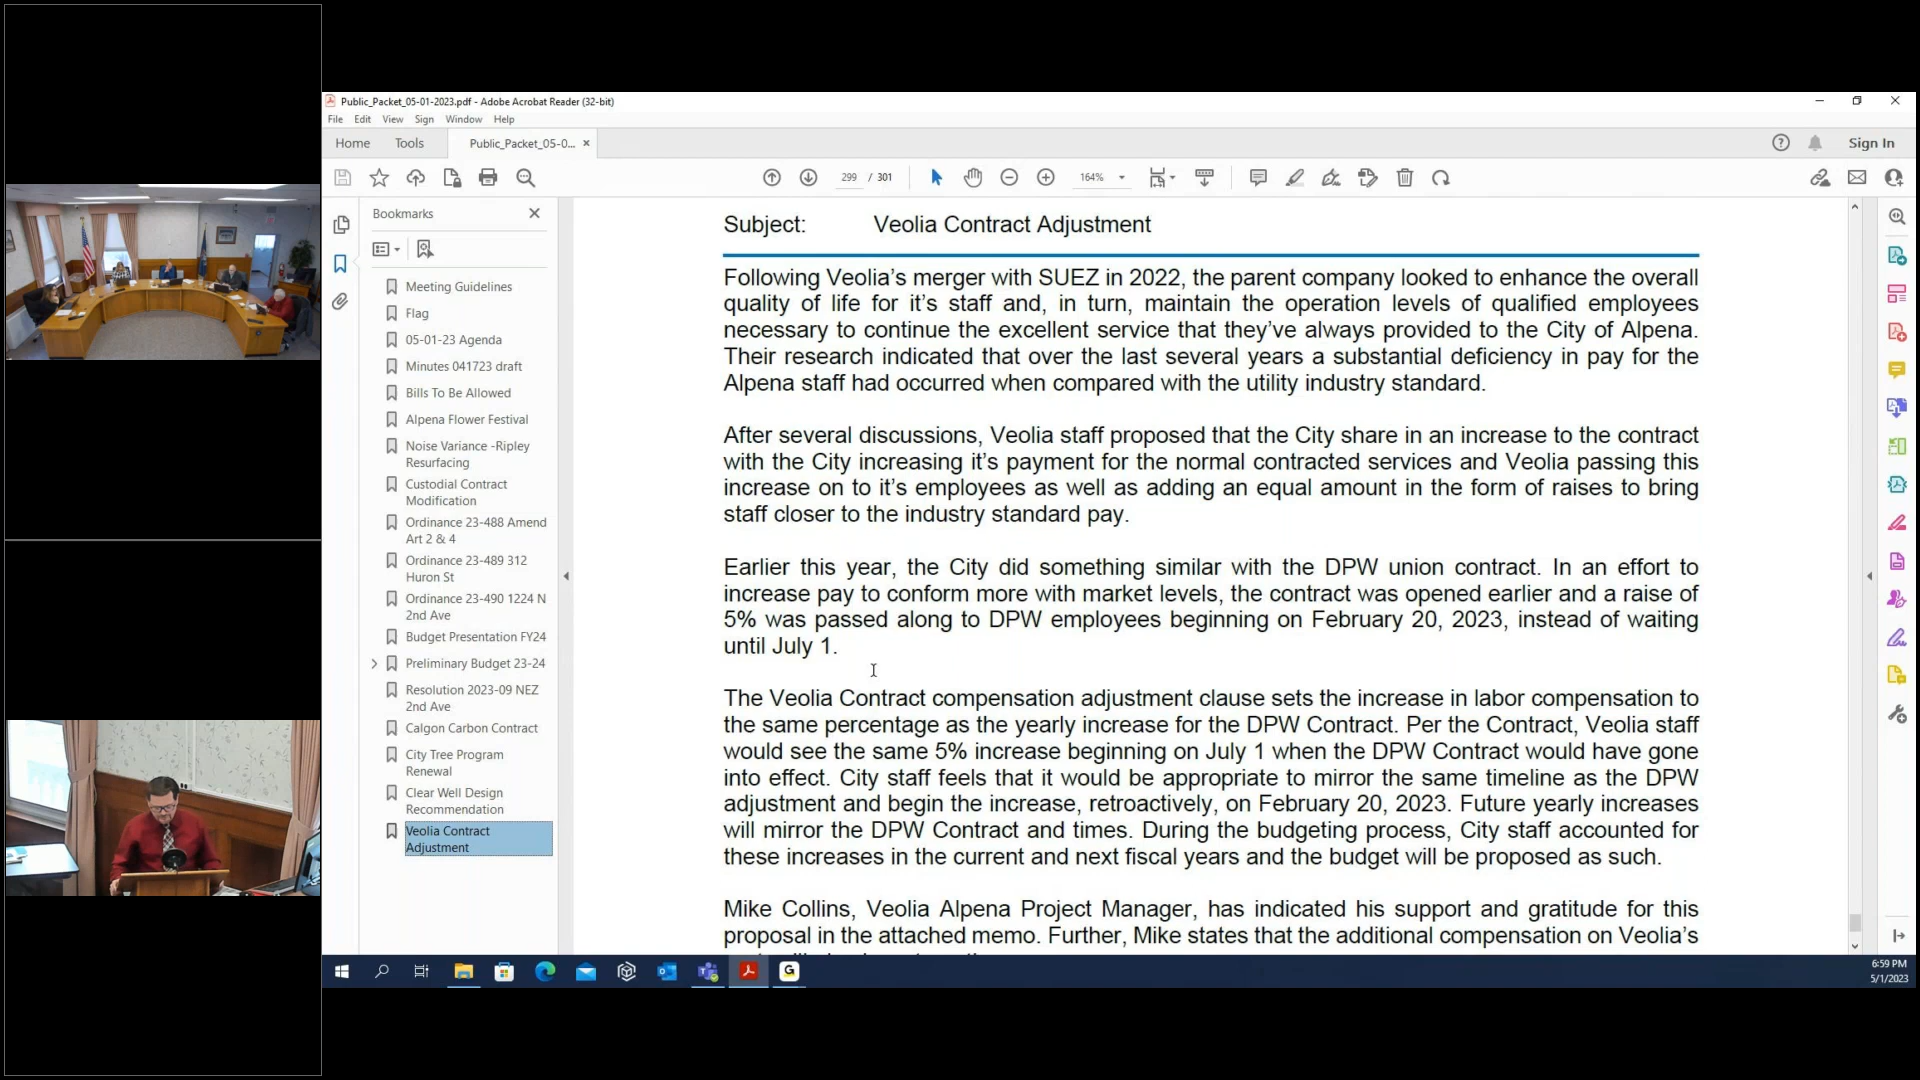 Public_Packet_05-01-2023.pdf - Adobe Acrobat Reader (32-bit)
File Edit View Sign Window Help
Home Tools Public_Packet_05-0... Sign In
299 / 301 164%
Bookmarks
Meeting Guidelines
Flag
05-01-23 Agenda
Minutes 041723 draft
Bills To Be Allowed
Alpena Flower Festival
Noise Variance -Ripley
Resurfacing
Custodial Contract
Modification
Ordinance 23-488 Amend
Art 2 & 4
Ordinance 23-489 312
Huron St
Ordinance 23-490 1224 N
2nd Ave
Budget Presentation FY24
Preliminary Budget 23-24
Resolution 2023-09 NEZ
2nd Ave
Calgon Carbon Contract
City Tree Program
Renewal
Clear Well Design
Recommendation
Veolia Contract
Adjustment
Subject: Veolia Contract Adjustment
Following Veolia's merger with SUEZ in 2022, the parent company looked to enhance the overall
quality of life for it's staff and, in turn, maintain the operation levels of qualified employees
necessary to continue the excellent service that they've always provided to the City of Alpena.
Their research indicated that over the last several years a substantial deficiency in pay for the
Alpena staff had occurred when compared with the utility industry standard.
After several discussions, Veolia staff proposed that the City share in an increase to the contract
with the City increasing it's payment for the normal contracted services and Veolia passing this
increase on to it's employees as well as adding an equal amount in the form of raises to bring
staff closer to the industry standard pay.
Earlier this year, the City did something similar with the DPW union contract. In an effort to
increase pay to conform more with market levels, the contract was opened earlier and a raise of
5% was passed along to DPW employees beginning on February 20, 2023, instead of waiting
until July 1.
The Veolia Contract compensation adjustment clause sets the increase in labor compensation to
the same percentage as the yearly increase for the DPW Contract. Per the Contract, Veolia staff
would see the same 5% increase beginning on July 1 when the DPW Contract would have gone
into effect. City staff feels that it would be appropriate to mirror the same timeline as the DPW
adjustment and begin the increase, retroactively, on February 20, 2023. Future yearly increases
will mirror the DPW Contract and times. During the budgeting process, City staff accounted for
these increases in the current and next fiscal years and the budget will be proposed as such.
Mike Collins, Veolia Alpena Project Manager, has indicated his support and gratitude for this
proposal in the attached memo. Further, Mike states that the additional compensation on Veolia's
6:59 PM
5/1/2023